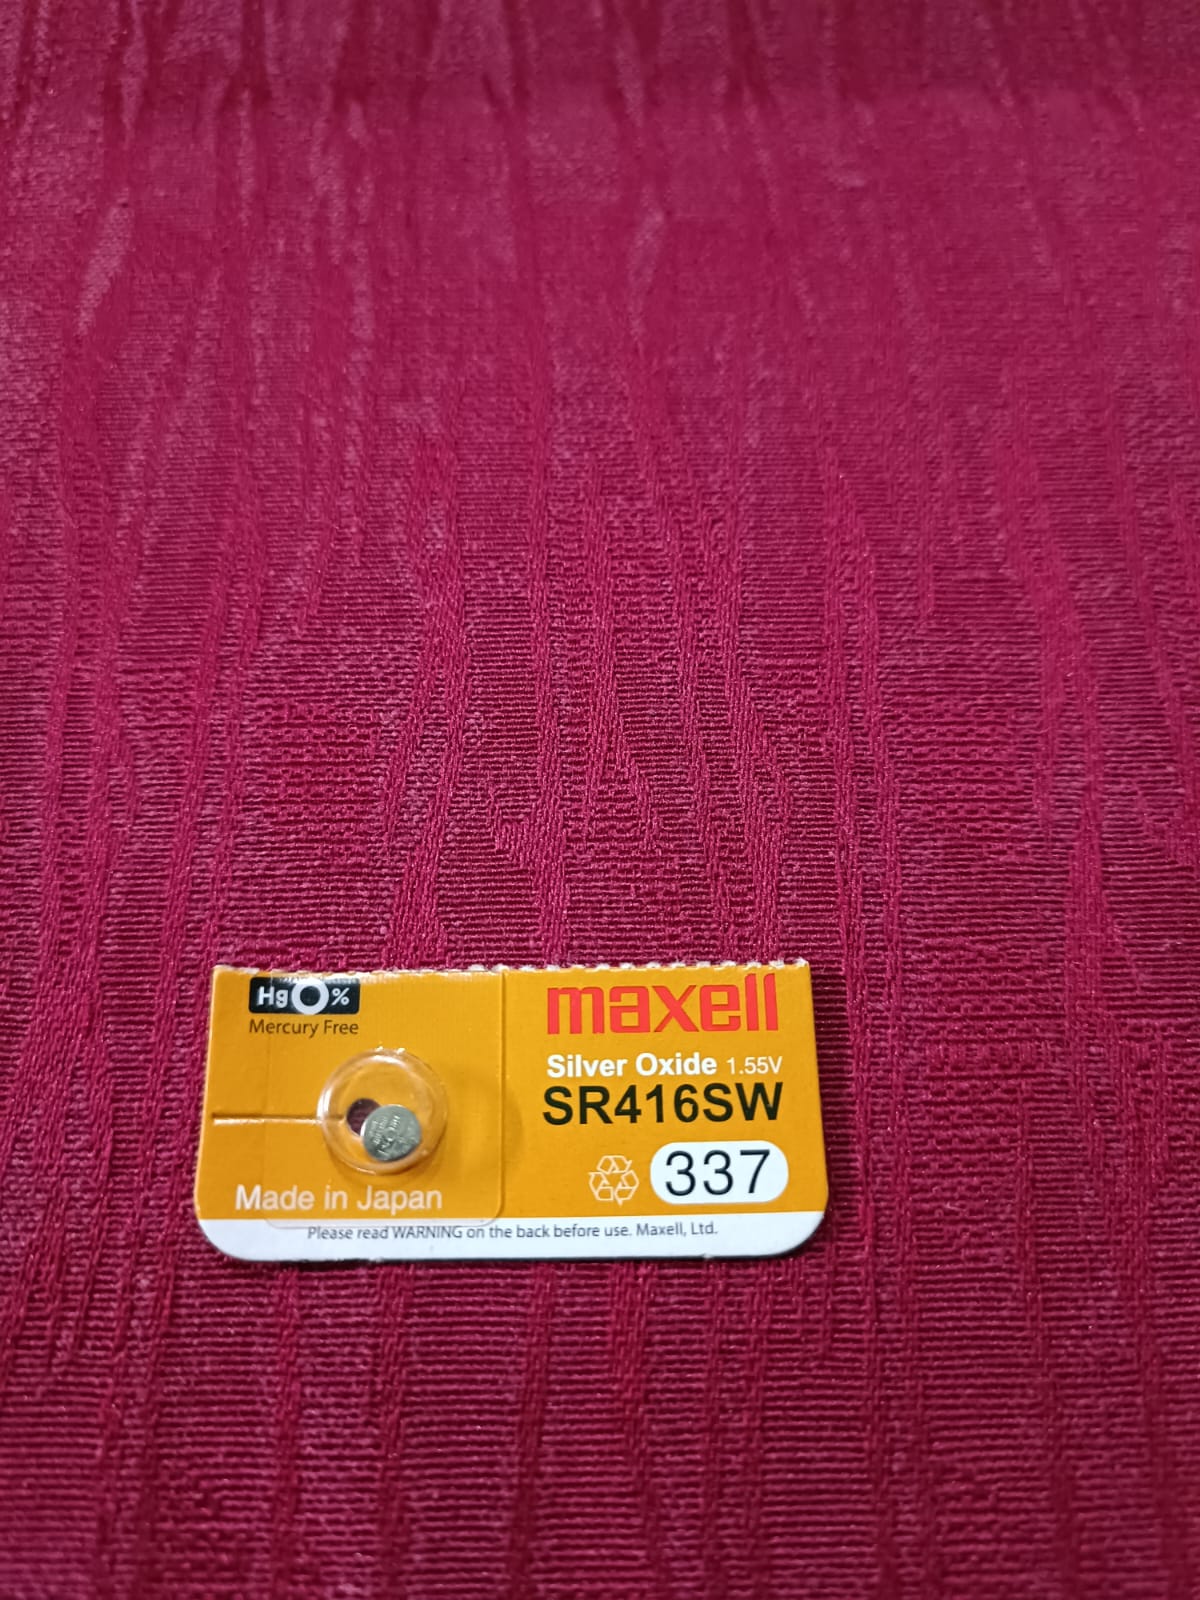 Hg0%
Mercury Free
Made in Japan
maxell
Silver Oxide 1.55V
SR416SW
337
Please read WARNING on the back before use. Maxell, Ltd.